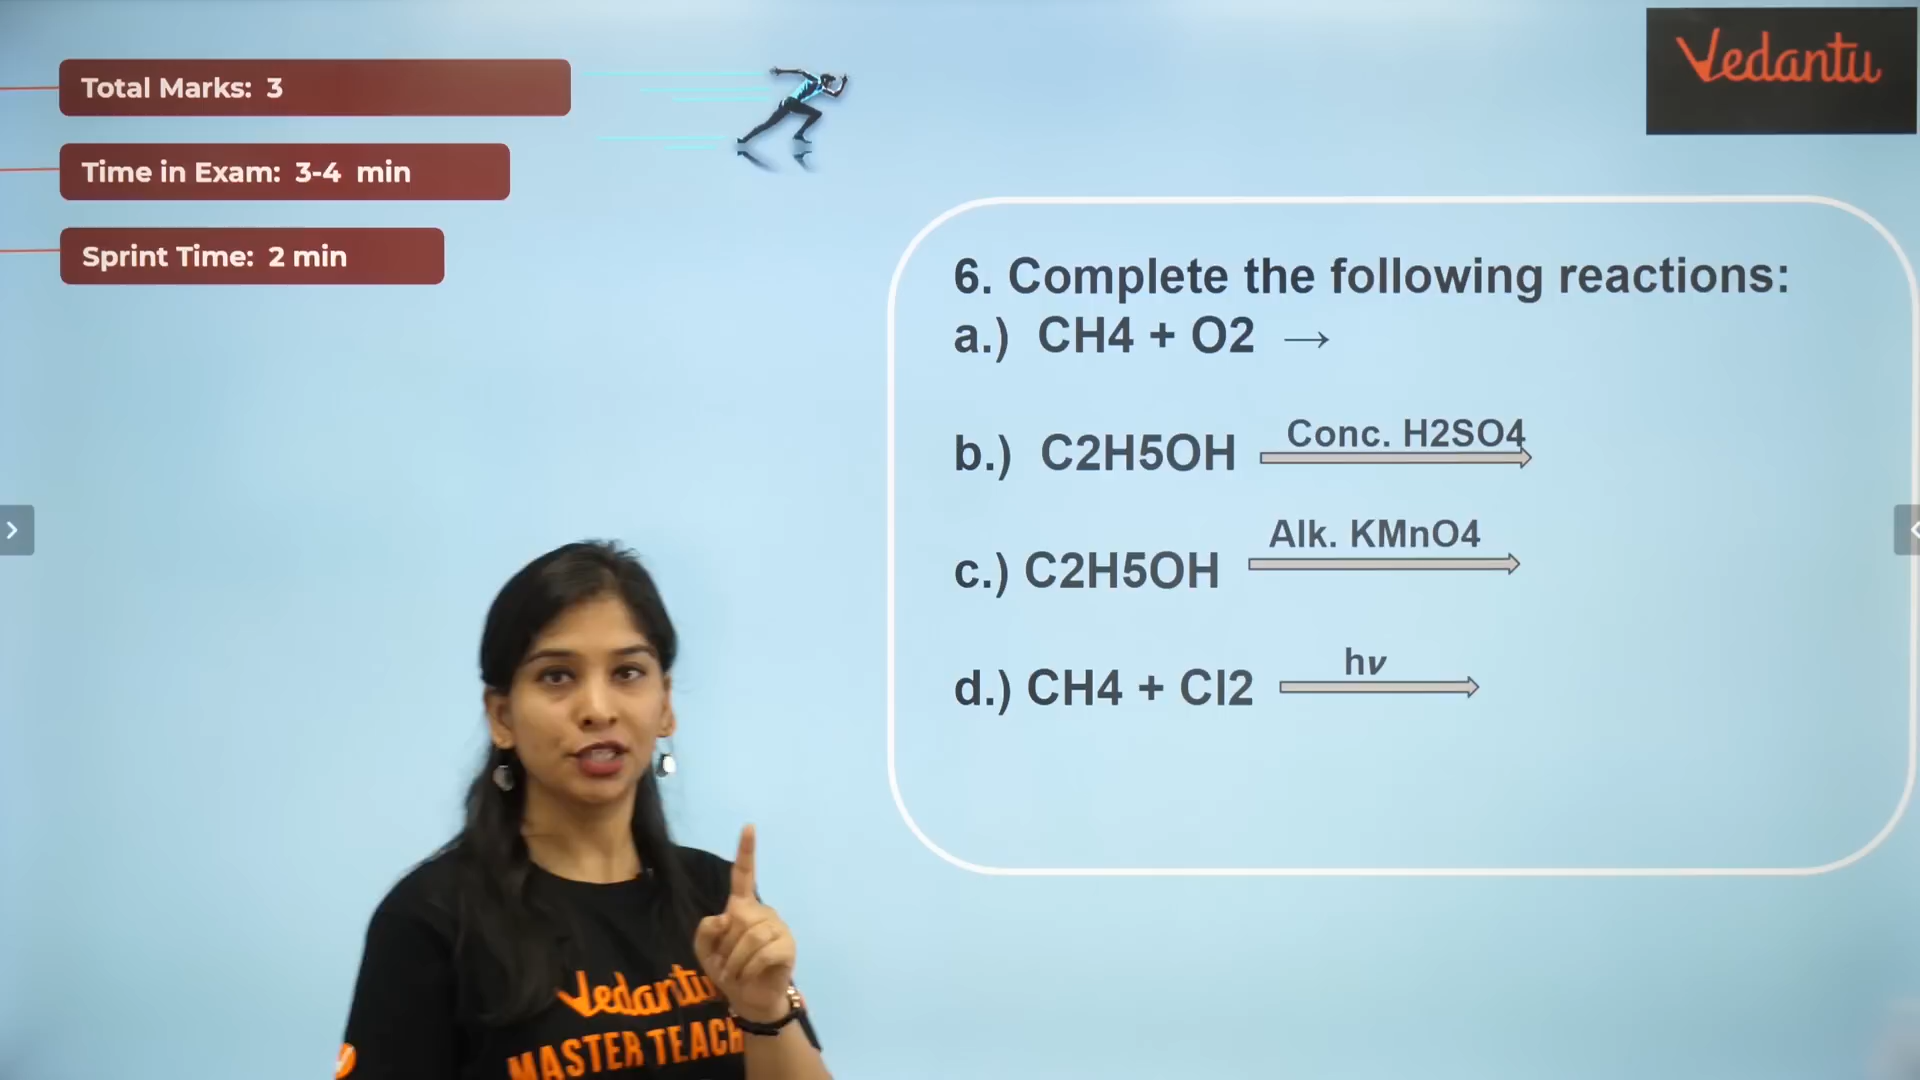 Total Marks: 3
Time in Exam: 3-4 min
Sprint Time: 2 min
Vedantu
6. Complete the following reactions:
a.) CH4 + O2 →
Conc. H2SO4
b.) C2H5OH
Alk. KMnO4
c.) C2H5OH
hv
d.) CH4 + Cl2
Vedantu
MASTER TEACH